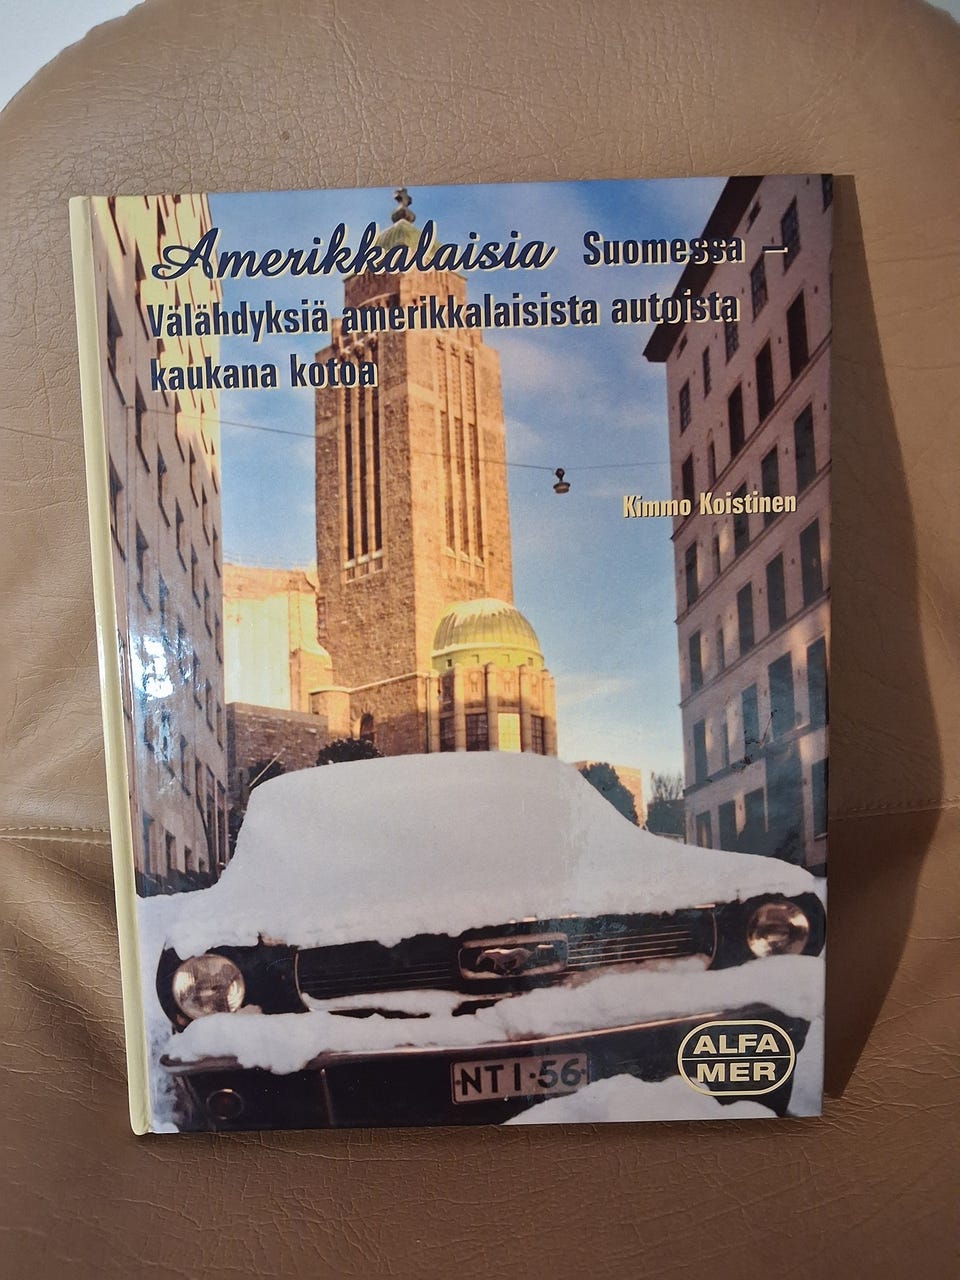 Amerikkalaisia Suomessa –
Välähdyksiä amerikkalaisista autoista
kaukana kotoa
Kimmo Koistinen
NTI-56
ALFA
MER